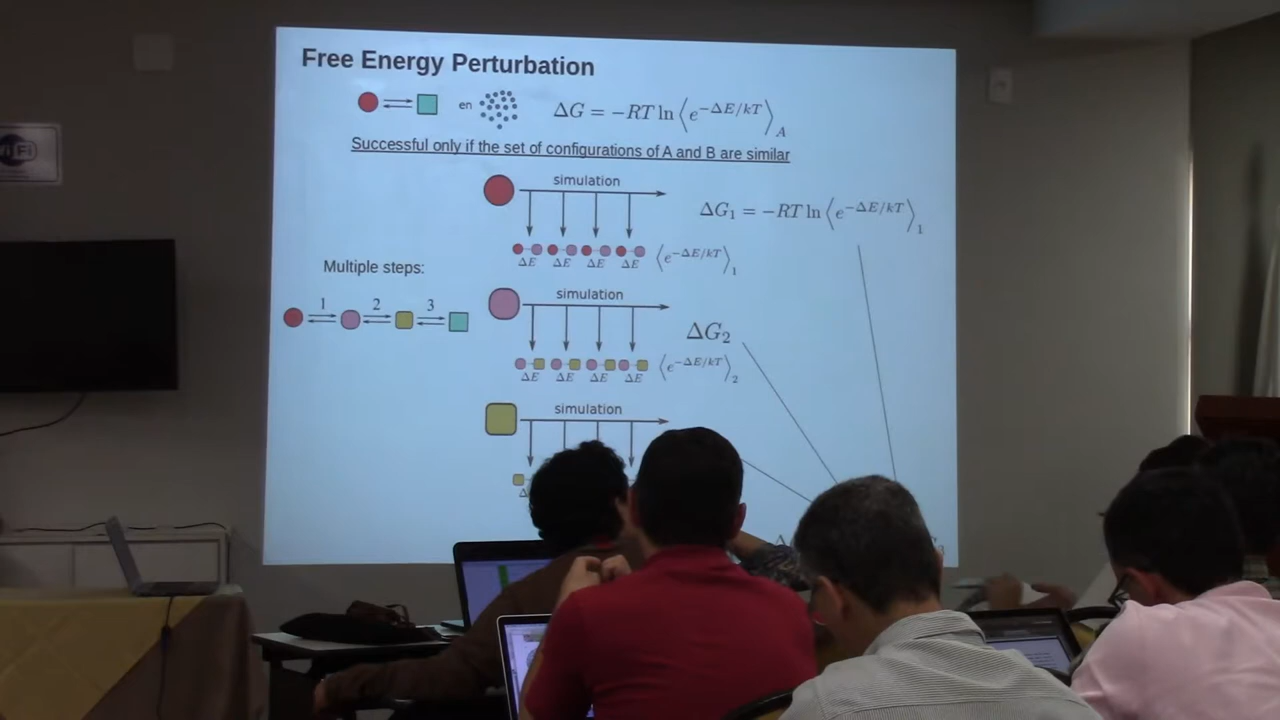 Free Energy Perturbation
en
ΔG = −RT ln ⟨e^{−ΔE/kT}⟩_A
Successful only if the set of configurations of A and B are similar
simulation
ΔG₁ = −RT ln ⟨e^{−ΔE/kT}⟩₁
ΔE ΔE ΔE ΔE ⟨e^{−ΔE/kT}⟩₁
Multiple steps:
1 2 3
simulation
ΔG₂
ΔE ΔE ΔE ΔE ⟨e^{−ΔE/kT}⟩₂
simulation